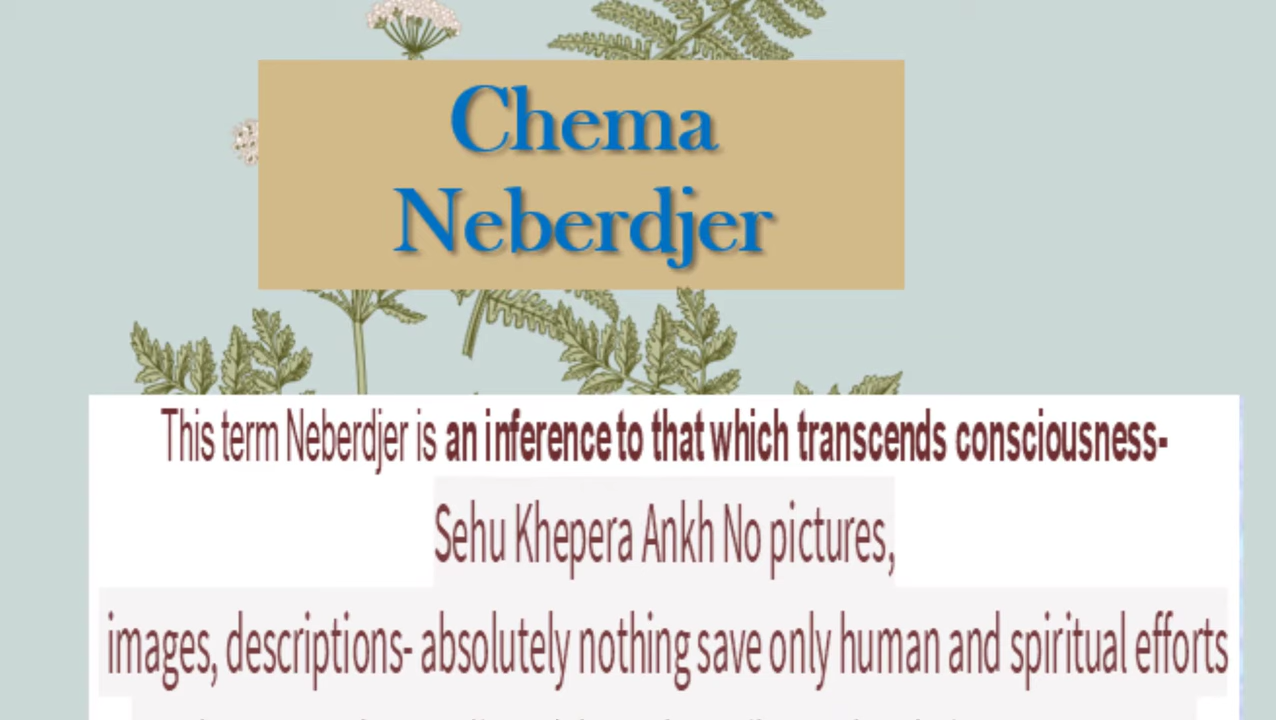 Chema
Neberdjer
This term Neberdjer is an inference to that which transcends consciousness-
Sehu Khepera Ankh No pictures,
images, descriptions- absolutely nothing save only human and spiritual efforts